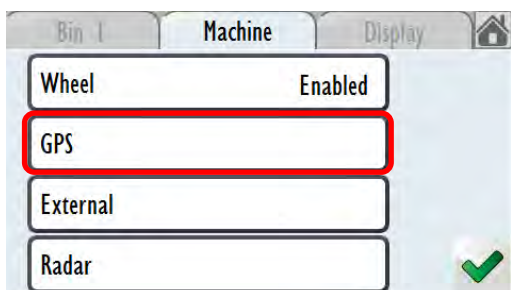 Bin 1 Machine Display
Wheel Enabled
GPS
External
Radar